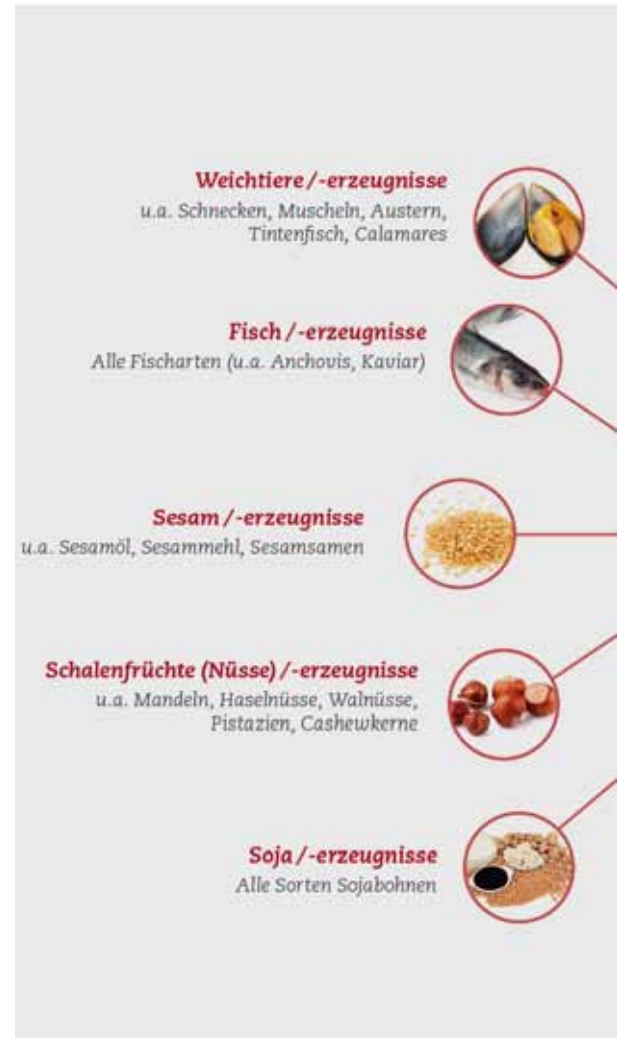 Weichtiere/-erzeugnisse
u.a. Schnecken, Muscheln, Austern,
Tintenfisch, Calamares
Fisch/-erzeugnisse
Alle Fischarten (u.a. Anchovis, Kaviar)
Sesam/-erzeugnisse
u.a. Sesamöl, Sesammehl, Sesamsamen
Schalenfrüchte (Nüsse)/-erzeugnisse
u.a. Mandeln, Haselnüsse, Walnüsse,
Pistazien, Cashewkerne
Soja/-erzeugnisse
Alle Sorten Sojabohnen